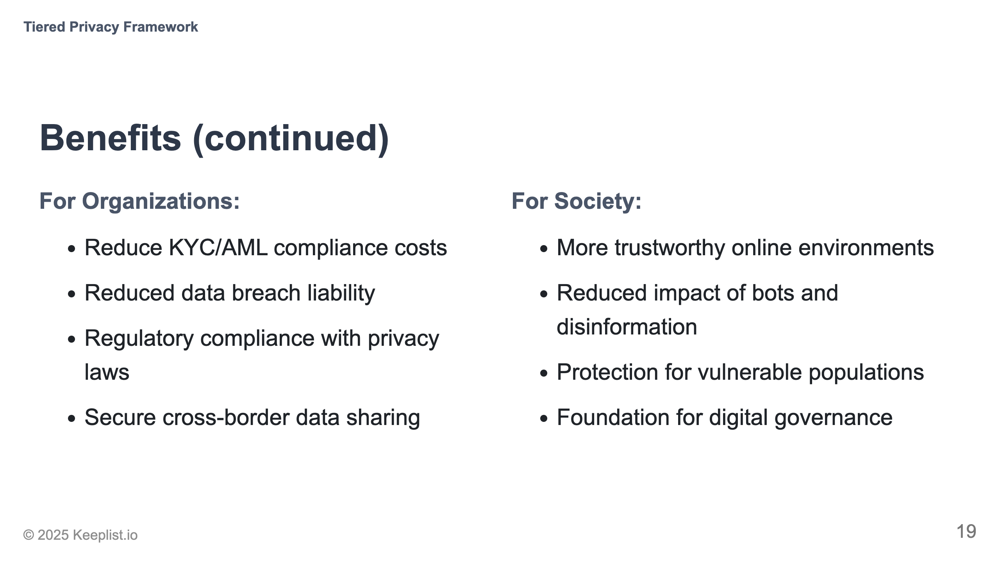 Tiered Privacy Framework
Benefits (continued)
For Organizations:
• Reduce KYC/AML compliance costs
• Reduced data breach liability
• Regulatory compliance with privacy
laws
• Secure cross-border data sharing
For Society:
• More trustworthy online environments
• Reduced impact of bots and
disinformation
• Protection for vulnerable populations
• Foundation for digital governance
© 2025 Keeplist.io
19